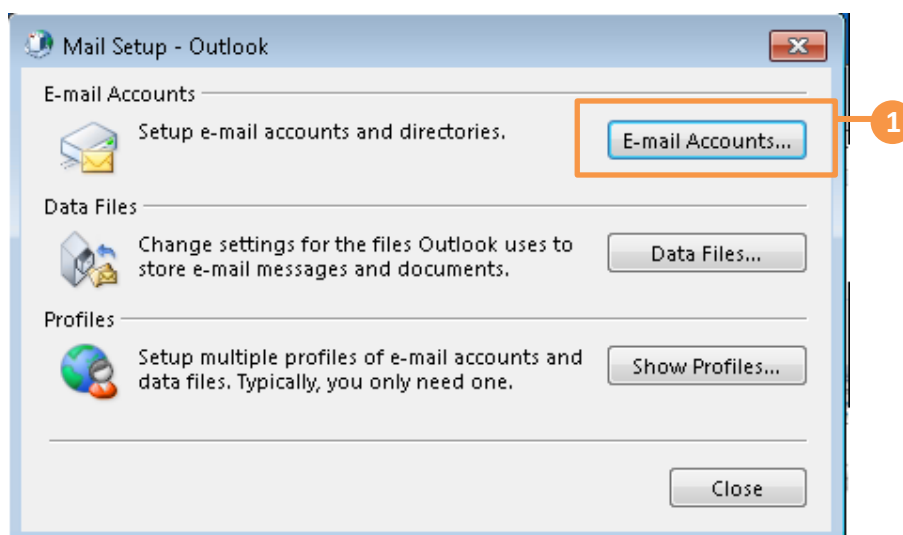 Mail Setup - Outlook
E-mail Accounts
Setup e-mail accounts and directories.
E-mail Accounts...
1
Data Files
Change settings for the files Outlook uses to
store e-mail messages and documents.
Data Files...
Profiles
Setup multiple profiles of e-mail accounts and
data files. Typically, you only need one.
Show Profiles...
Close